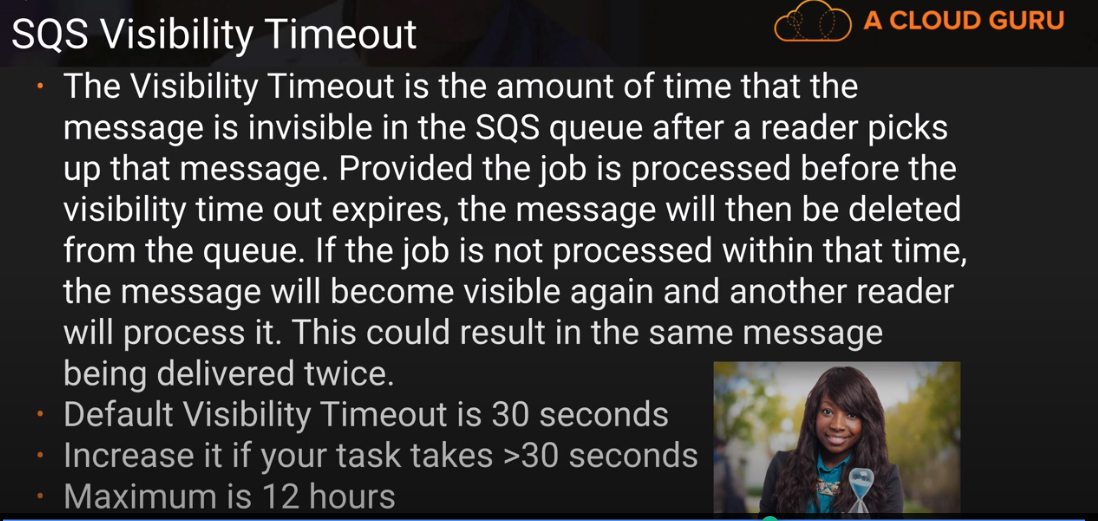 SQS Visibility Timeout
A CLOUD GURU
• The Visibility Timeout is the amount of time that the
message is invisible in the SQS queue after a reader picks
up that message. Provided the job is processed before the
visibility time out expires, the message will then be deleted
from the queue. If the job is not processed within that time,
the message will become visible again and another reader
will process it. This could result in the same message
being delivered twice.
• Default Visibility Timeout is 30 seconds
• Increase it if your task takes >30 seconds
• Maximum is 12 hours